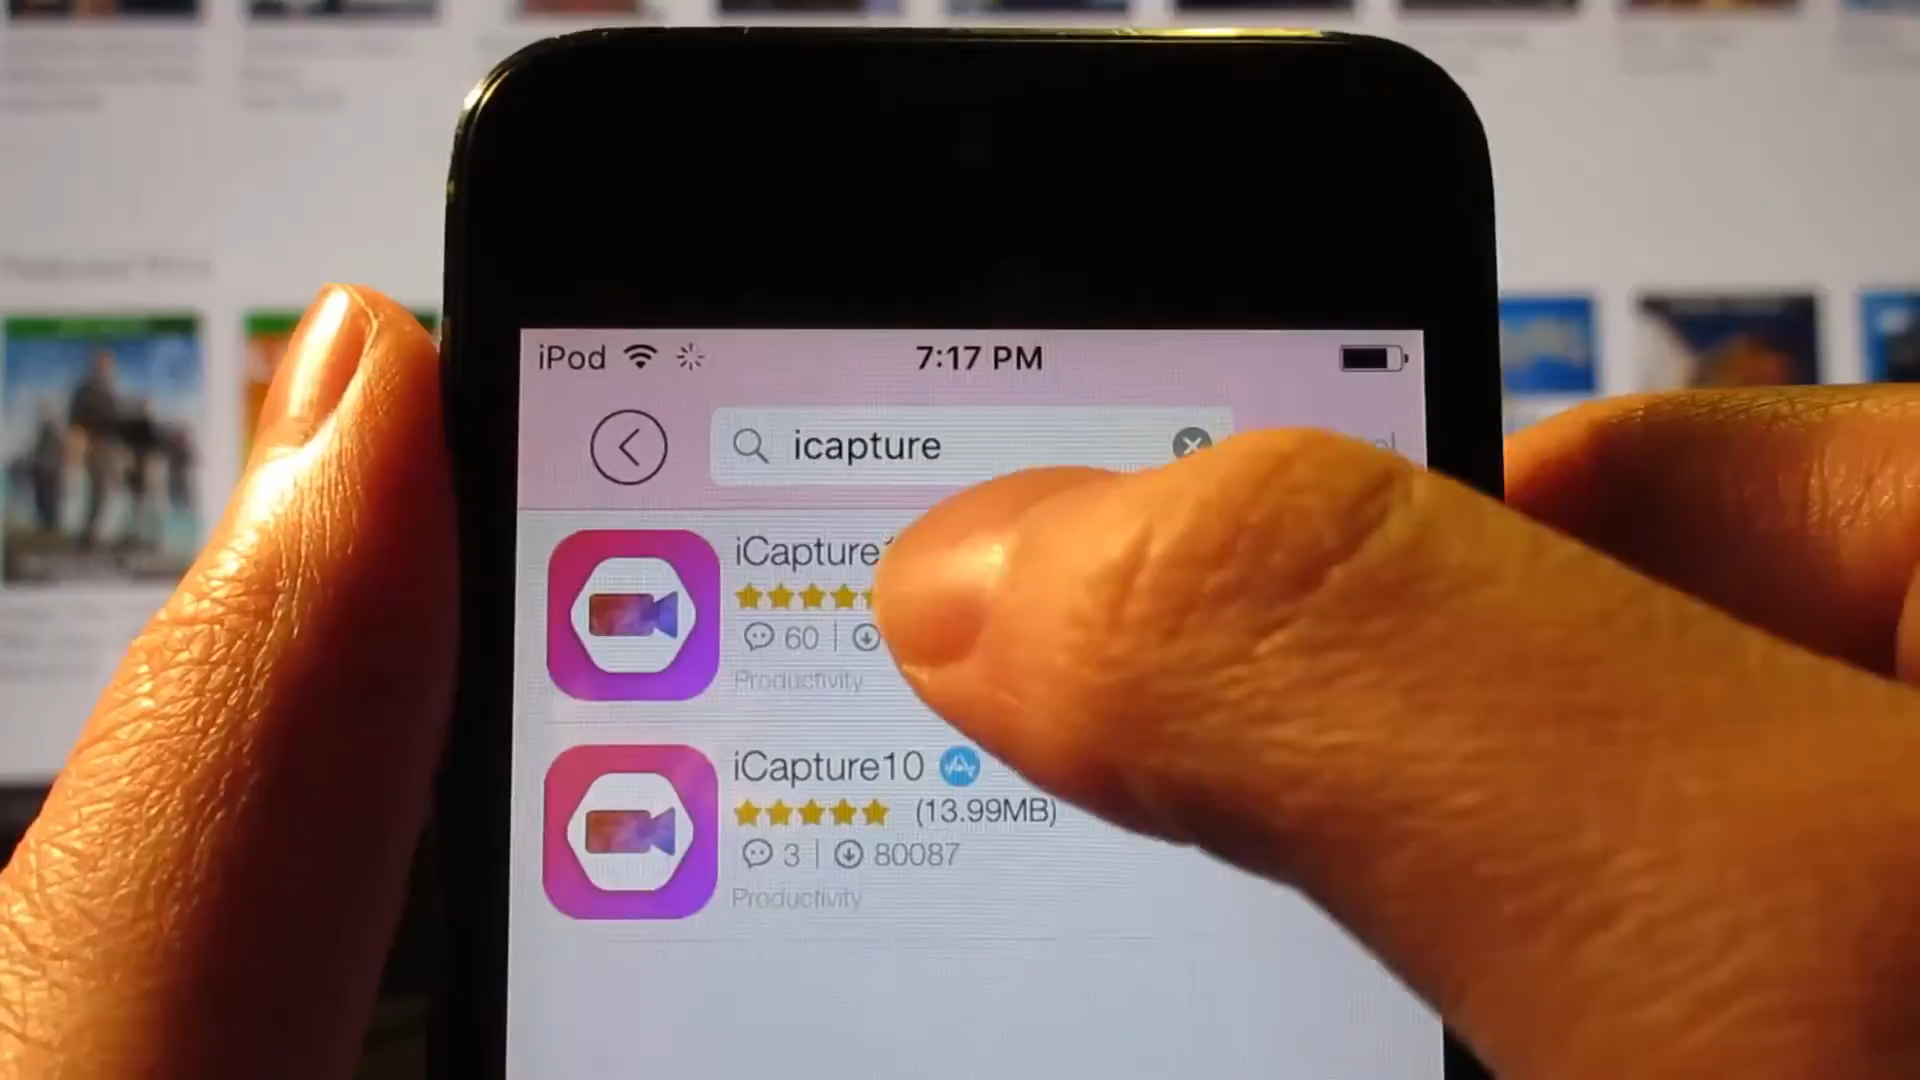 iPod 7:17 PM
icapture
iCapture
60
Productivity
iCapture10
(13.99MB)
3 | 80087
Productivity